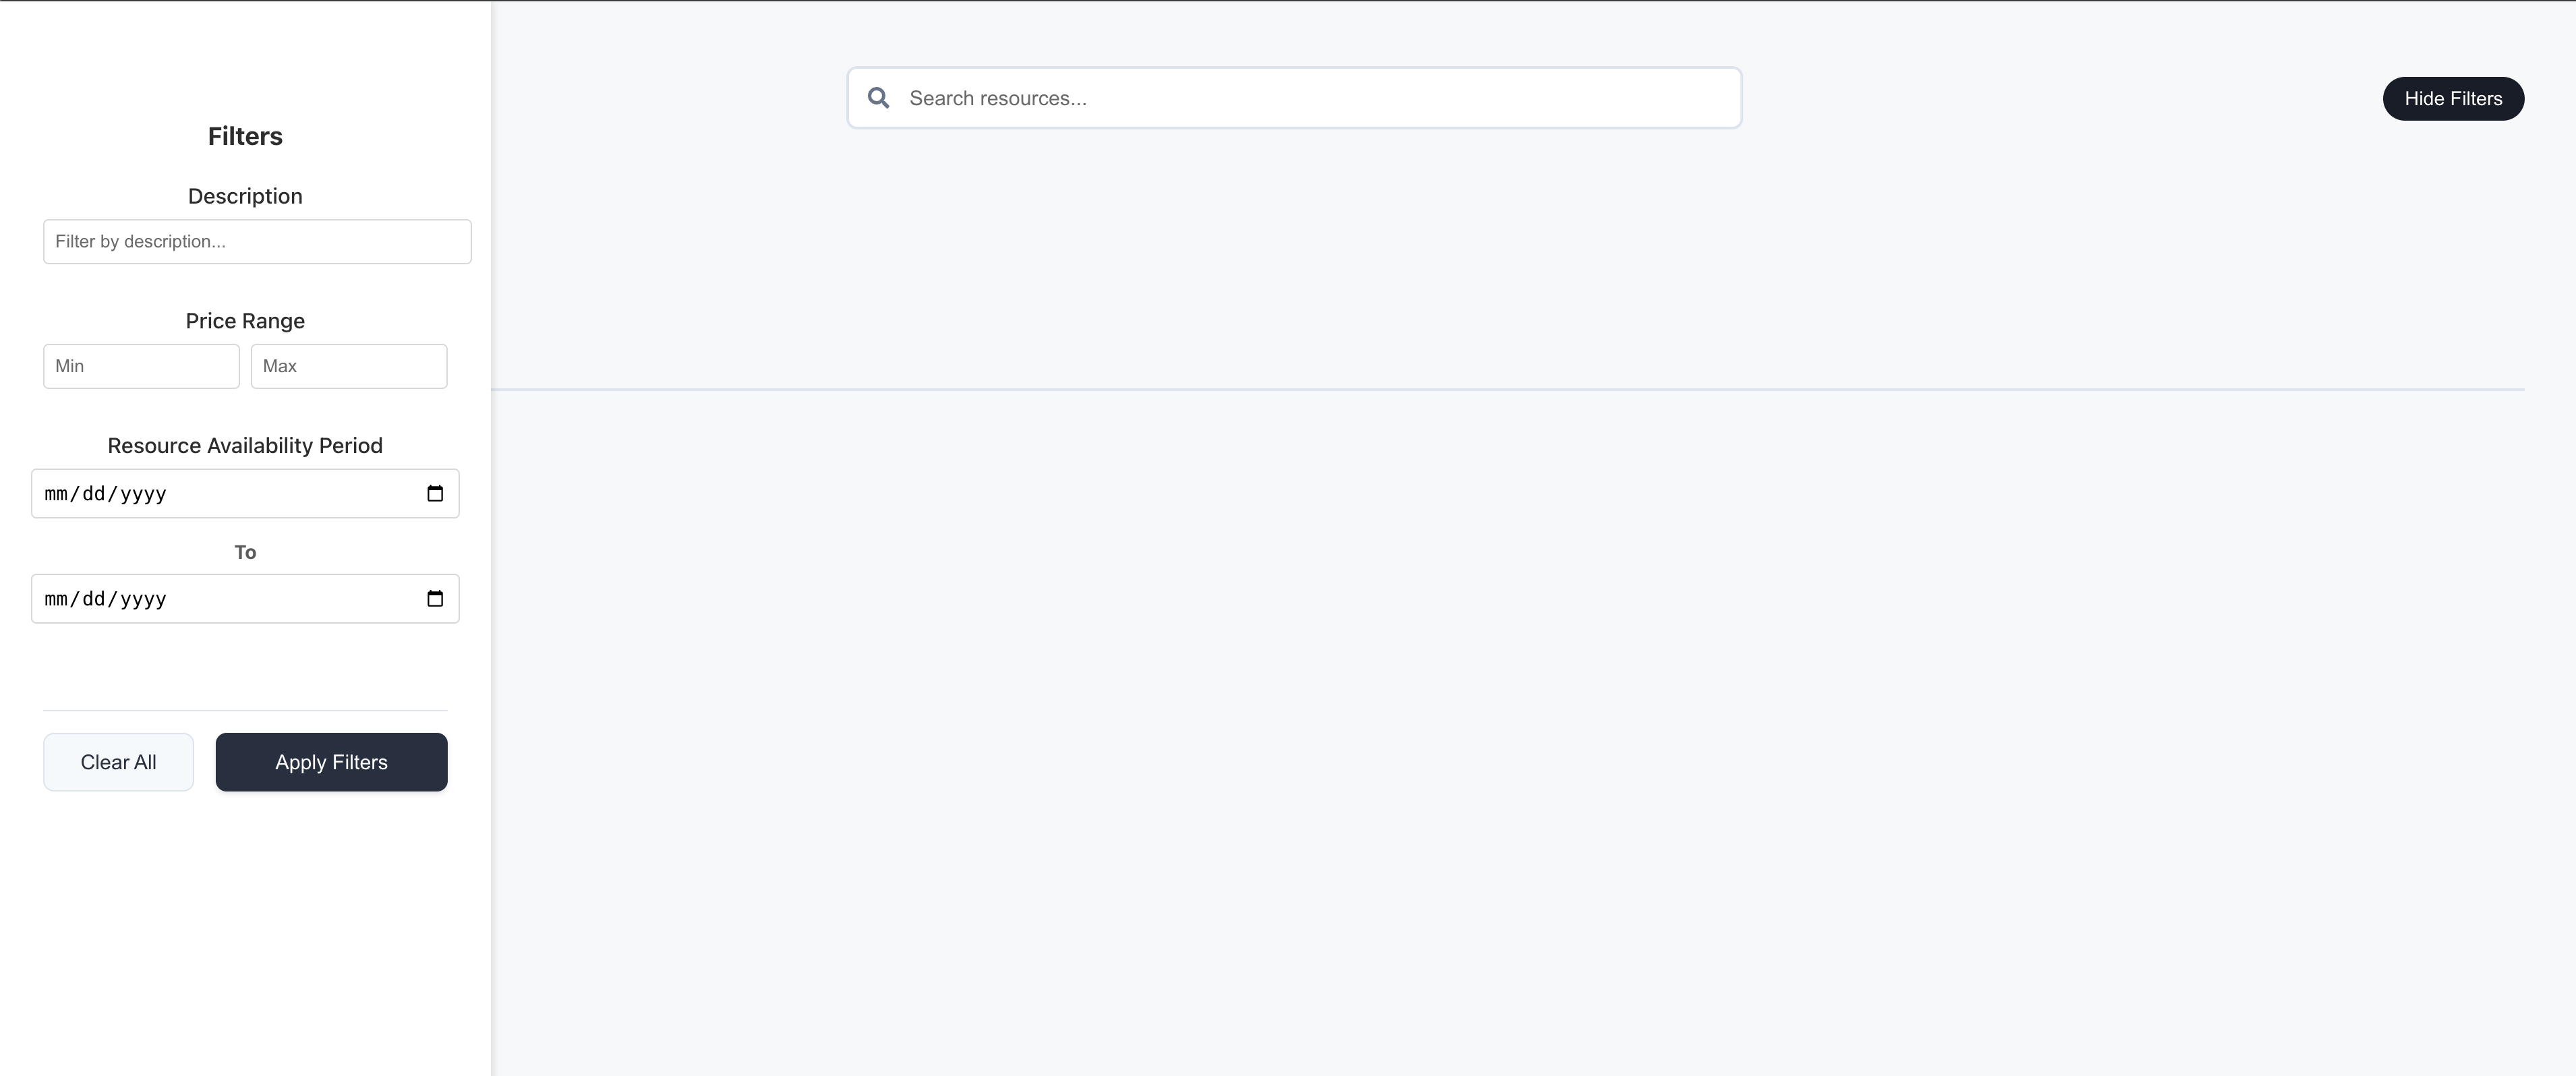 Search resources...
Hide Filters
Filters
Description
Filter by description...
Price Range
Min
Max
Resource Availability Period
mm/dd/yyyy
To
mm/dd/yyyy
Clear All
Apply Filters